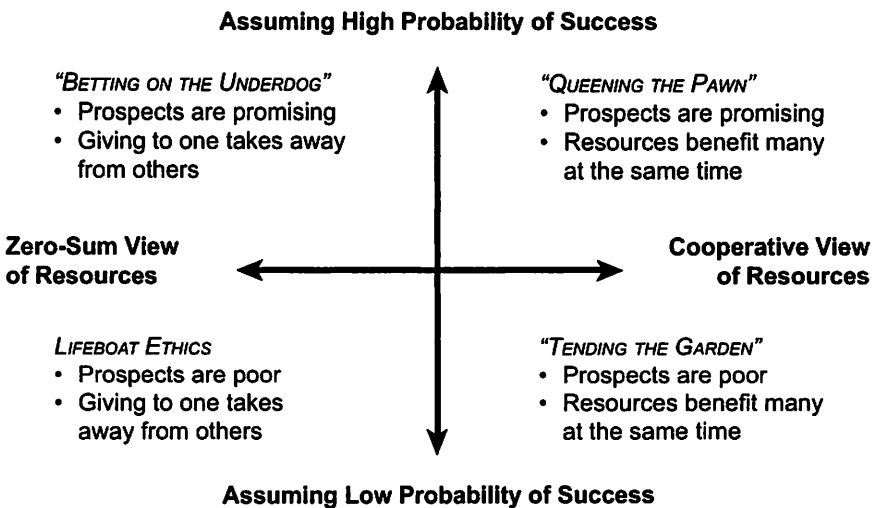 Assuming High Probability of Success
"BETTING ON THE UNDERDOG"
• Prospects are promising
• Giving to one takes away
from others
"QUEENING THE PAWN"
• Prospects are promising
• Resources benefit many
at the same time
Zero-Sum View
of Resources
Cooperative View
of Resources
LIFEBOAT ETHICS
• Prospects are poor
• Giving to one takes
away from others
"TENDING THE GARDEN"
• Prospects are poor
• Resources benefit many
at the same time
Assuming Low Probability of Success